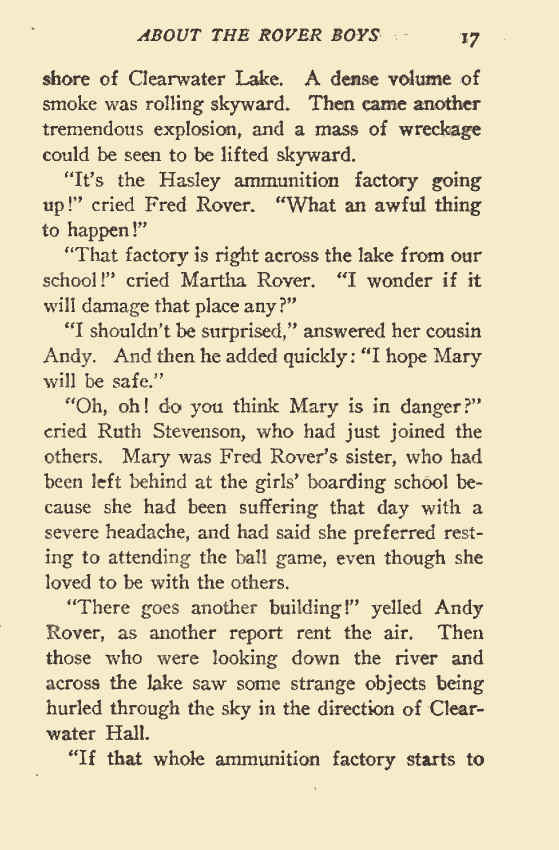 ABOUT THE ROVER BOYS 17
shore of Clearwater Lake. A dense volume of
smoke was rolling skyward. Then came another
tremendous explosion, and a mass of wreckage
could be seen to be lifted skyward.
“It’s the Hasley ammunition factory going
up!” cried Fred Rover. “What an awful thing
to happen!”
“That factory is right across the lake from our
school!” cried Martha Rover. “I wonder if it
will damage that place any?”
“I shouldn’t be surprised,” answered her cousin
Andy. And then he added quickly: “I hope Mary
will be safe.”
“Oh, oh! do you think Mary is in danger?”
cried Ruth Stevenson, who had just joined the
others. Mary was Fred Rover’s sister, who had
been left behind at the girls’ boarding school be-
cause she had been suffering that day with a
severe headache, and had said she preferred rest-
ing to attending the ball game, even though she
loved to be with the others.
“There goes another building!” yelled Andy
Rover, as another report rent the air. Then
those who were looking down the river and
across the lake saw some strange objects being
hurled through the sky in the direction of Clear-
water Hall.
“If that whole ammunition factory starts to